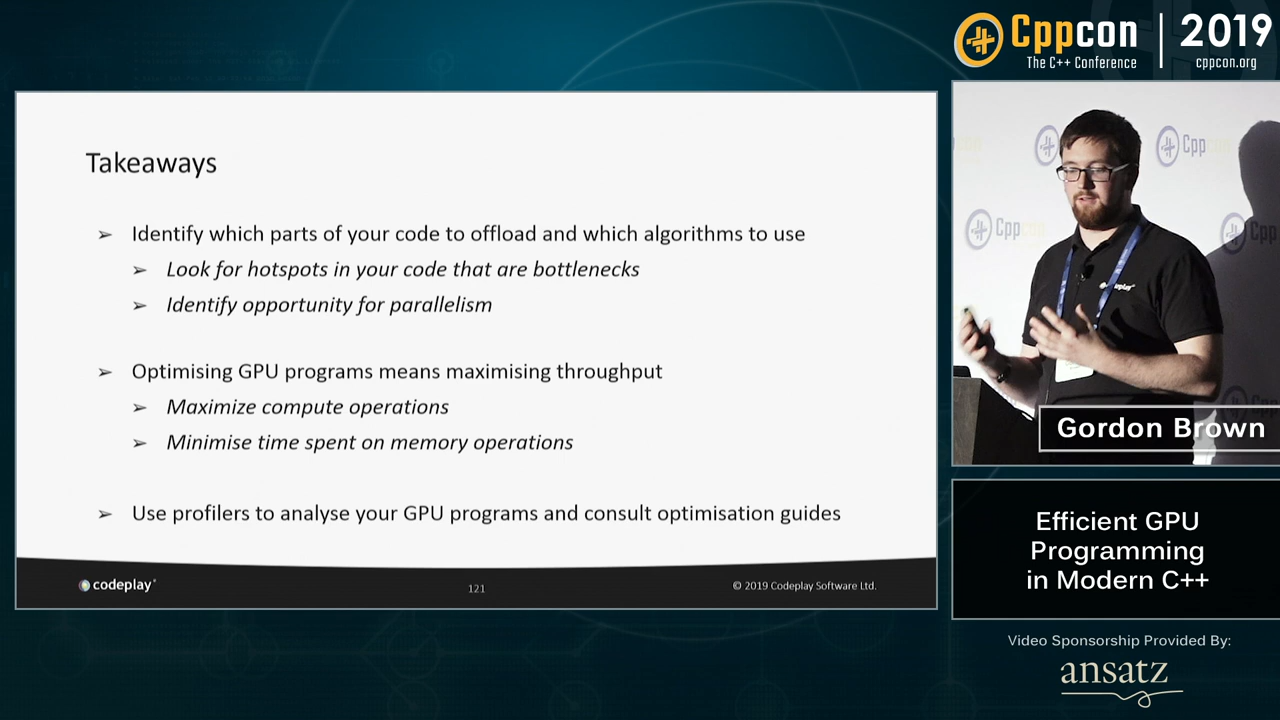 Cppcon
The C++ Conference
2019
cppcon.org
Takeaways
➢ Identify which parts of your code to offload and which algorithms to use
➢ Look for hotspots in your code that are bottlenecks
➢ Identify opportunity for parallelism
➢ Optimising GPU programs means maximising throughput
➢ Maximize compute operations
➢ Minimise time spent on memory operations
➢ Use profilers to analyse your GPU programs and consult optimisation guides
codeplay®
121
© 2019 Codeplay Software Ltd.
Cpp
Cpp
Cpp
codeplay
Gordon Brown
Efficient GPU
Programming
in Modern C++
Video Sponsorship Provided By:
ansatz